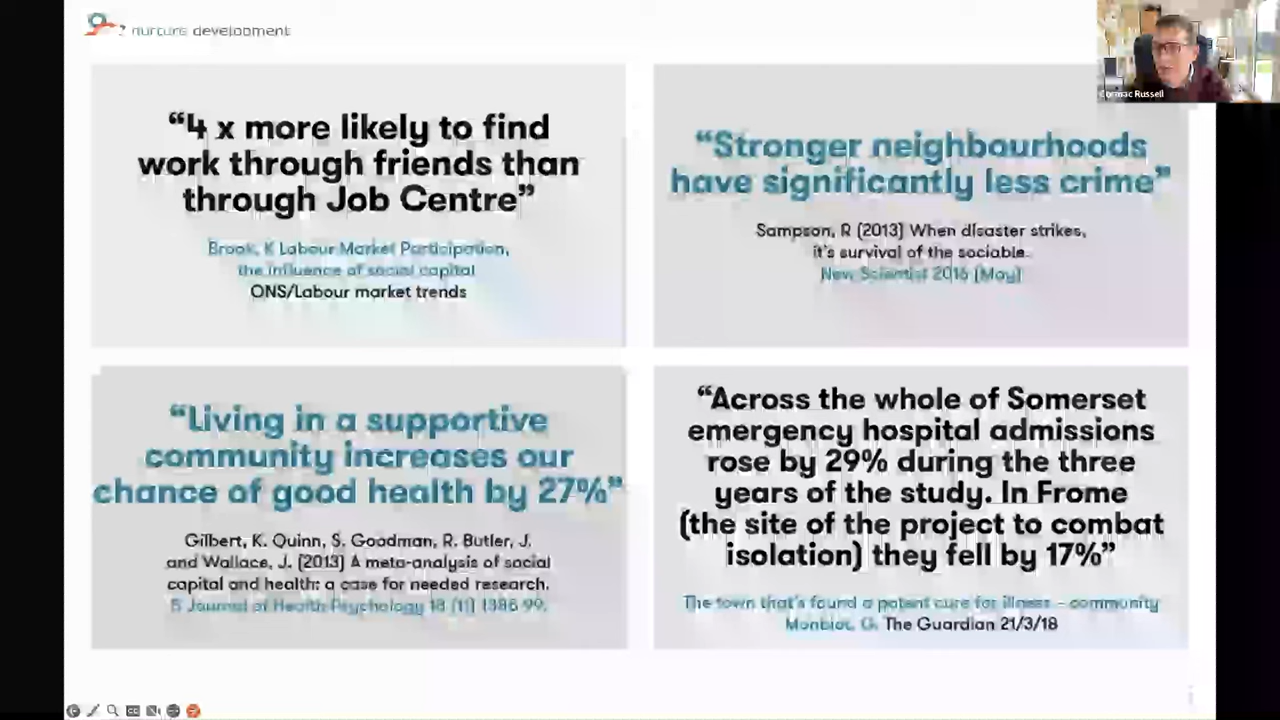 nurture development
“4 x more likely to find
work through friends than
through Job Centre”
Brook, K Labour Market Participation,
the influence of social capital
ONS/Labour market trends
“Stronger neighbourhoods
have significantly less crime”
Sampson, R (2013) When disaster strikes,
it's survival of the sociable.
New Scientist 2016 (May)
“Living in a supportive
community increases our
chance of good health by 27%”
Gilbert, K. Quinn, S. Goodman, R. Butler, J.
and Wallace, J. (2013) A meta-analysis of social
capital and health: a case for needed research.
Journal of Health Psychology 18 (11) 1385-99.
“Across the whole of Somerset
emergency hospital admissions
rose by 29% during the three
years of the study. In Frome
(the site of the project to combat
isolation) they fell by 17%”
The town that's found a potent cure for illness – community
Monbiot, G. The Guardian 21/3/18
Cormac Russell